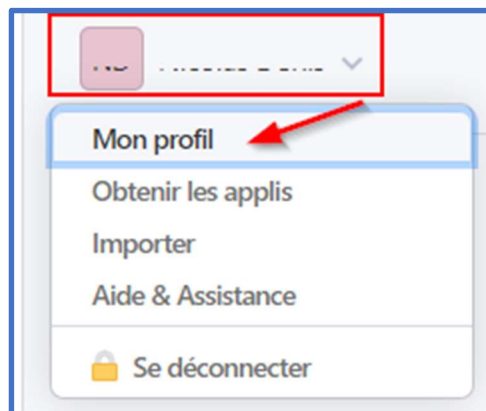 Mon profil
Obtenir les applis
Importer
Aide & Assistance
Se déconnecter